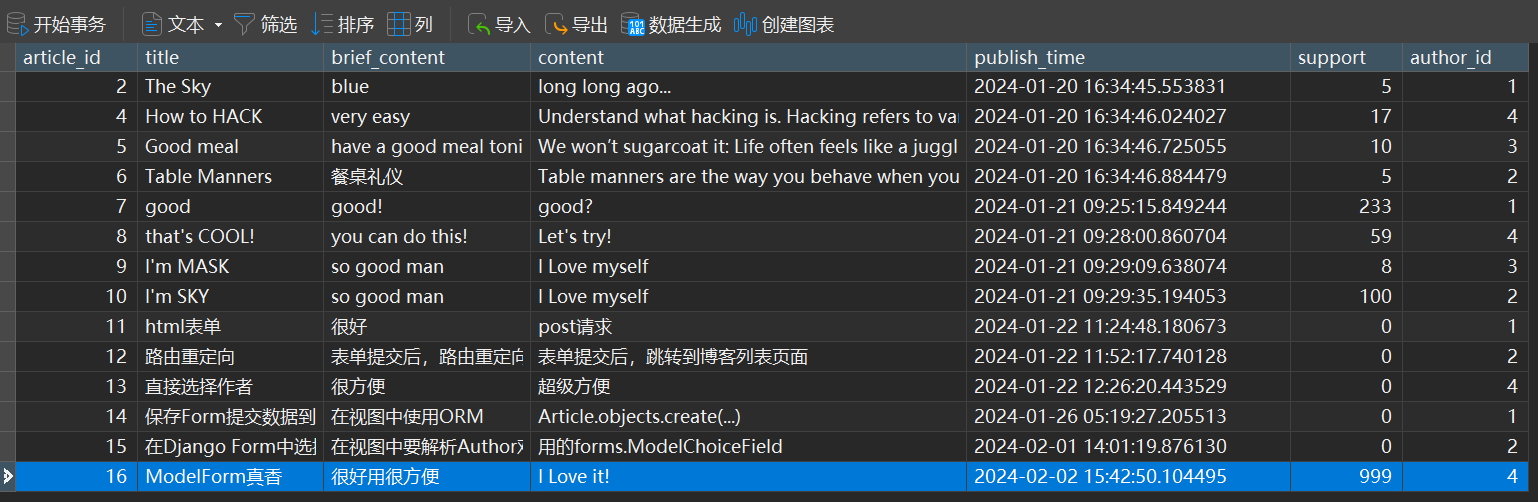 开始事务 文本 筛选 排序 列 导入 导出 数据生成 创建图表
article_id title brief_content content publish_time support author_id
2 The Sky blue long long ago... 2024-01-20 16:34:45.553831 5 1
4 How to HACK very easy Understand what hacking is. Hacking refers to va 2024-01-20 16:34:46.024027 17 4
5 Good meal have a good meal toni We won’t sugarcoat it: Life often feels like a juggl 2024-01-20 16:34:46.725055 10 3
6 Table Manners 餐桌礼仪 Table manners are the way you behave when you 2024-01-20 16:34:46.884479 5 2
7 good good! good? 2024-01-21 09:25:15.849244 233 1
8 that's COOL! you can do this! Let's try! 2024-01-21 09:28:00.860704 59 4
9 I'm MASK so good man I Love myself 2024-01-21 09:29:09.638074 8 3
10 I'm SKY so good man I Love myself 2024-01-21 09:29:35.194053 100 2
11 html表单 很好 post请求 2024-01-22 11:24:48.180673 0 1
12 路由重定向 表单提交后，路由重定向 表单提交后，跳转到博客列表页面 2024-01-22 11:52:17.740128 0 2
13 直接选择作者 很方便 超级方便 2024-01-22 12:26:20.443529 0 4
14 保存Form提交数据到 在视图中使用ORM Article.objects.create(...) 2024-01-26 05:19:27.205513 0 1
15 在Django Form中选择 在视图中要解析Author对 用的forms.ModelChoiceField 2024-02-01 14:01:19.876130 0 2
16 ModelForm真香 很好用很方便 I Love it! 2024-02-02 15:42:50.104495 999 4